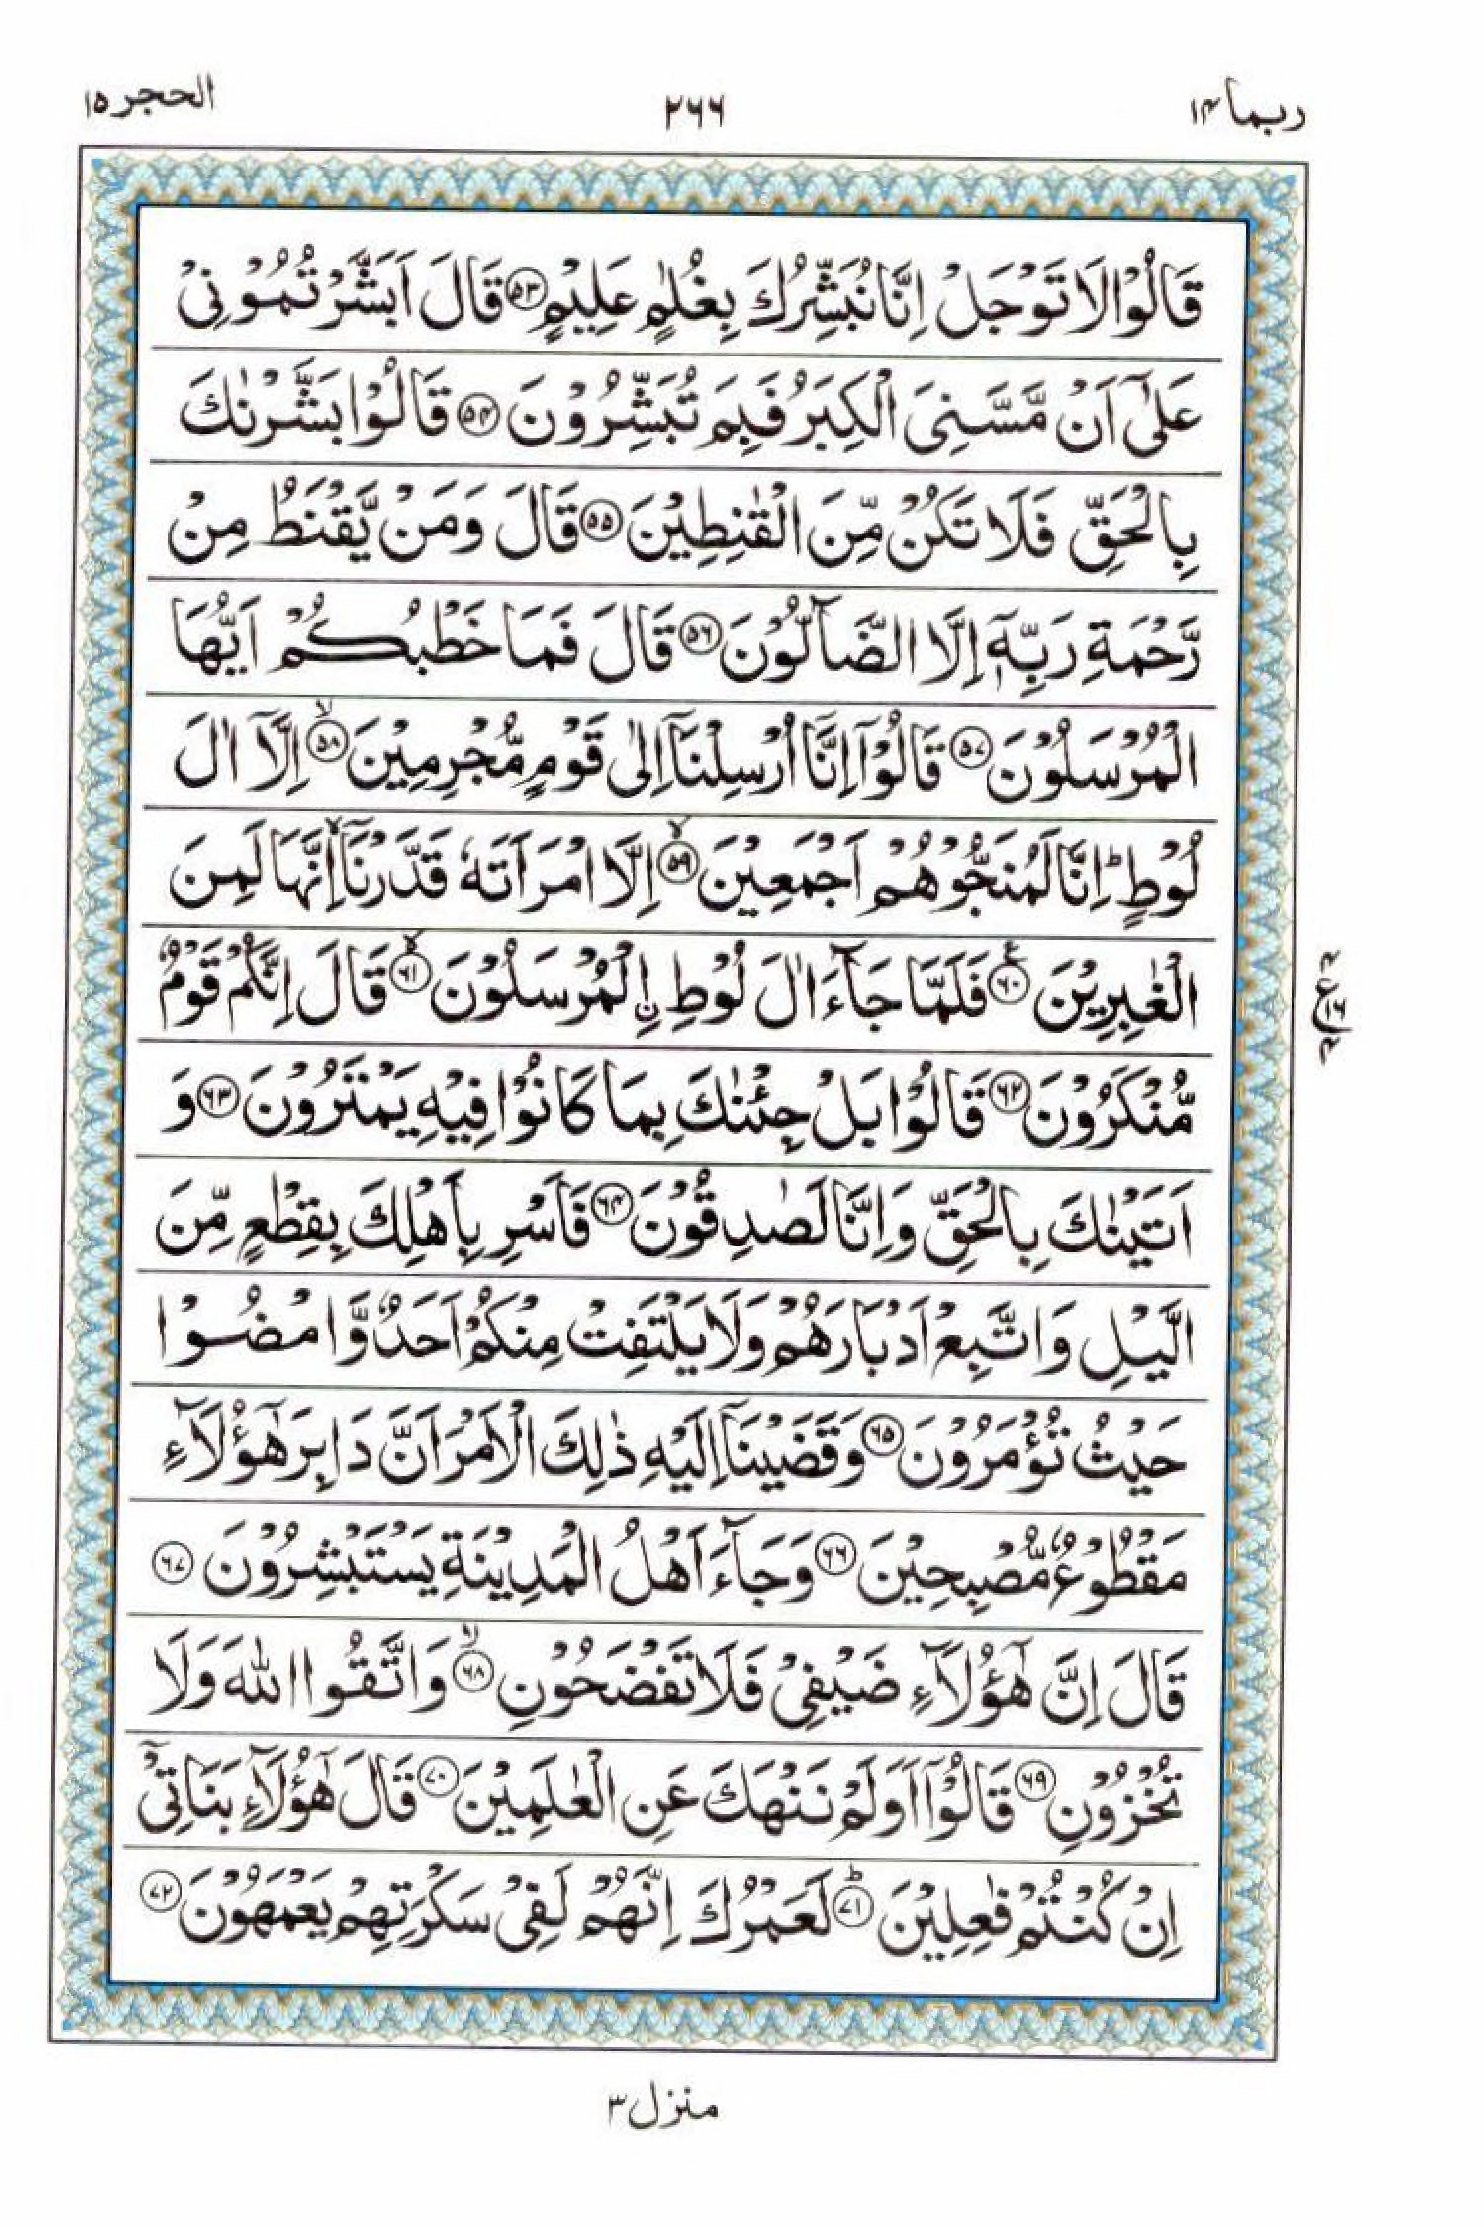 ربما ۱۴
۲۶۶
الحجر ۱۵
قَالُوْا لَا تَوْجَلْ اِنَّا نُبَشِّرُكَ بِغُلٰمٍ عَلِيْمٍ ۝۵۳ قَالَ اَبَشَّرْتُمُوْنِيْ
عَلٰٓى اَنْ مَّسَّنِيَ الْكِبَرُ فَبِمَ تُبَشِّرُوْنَ ۝۵۴ قَالُوْا بَشَّرْنٰكَ
بِالْحَقِّ فَلَا تَكُنْ مِّنَ الْقٰنِطِيْنَ ۝۵۵ قَالَ وَمَنْ يَّقْنَطُ مِنْ
رَّحْمَةِ رَبِّهٖٓ اِلَّا الضَّآلُّوْنَ ۝۵۶ قَالَ فَمَا خَطْبُكُمْ اَيُّهَا
الْمُرْسَلُوْنَ ۝۵۷ قَالُوْٓا اِنَّآ اُرْسِلْنَآ اِلٰى قَوْمٍ مُّجْرِمِيْنَ ۝۵۸ۙ اِلَّآ اٰلَ
لُوْطٍ ؕ اِنَّا لَمُنَجُّوْهُمْ اَجْمَعِيْنَ ۝۵۹ۙ اِلَّا امْرَاَتَهٗ قَدَّرْنَآ ۙ اِنَّهَا لَمِنَ
الْغٰبِرِيْنَ ۝۶۰ع فَلَمَّا جَآءَ اٰلَ لُوْطِ ۨالْمُرْسَلُوْنَ ۝۶۱ۙ قَالَ اِنَّكُمْ قَوْمٌ
مُّنْكَرُوْنَ ۝۶۲ قَالُوْا بَلْ جِئْنٰكَ بِمَا كَانُوْا فِيْهِ يَمْتَرُوْنَ ۝۶۳ وَ
اَتَيْنٰكَ بِالْحَقِّ وَاِنَّا لَصٰدِقُوْنَ ۝۶۴ فَاَسْرِ بِاَهْلِكَ بِقِطْعٍ مِّنَ
الَّيْلِ وَاتَّبِعْ اَدْبَارَهُمْ وَلَا يَلْتَفِتْ مِنْكُمْ اَحَدٌ وَّامْضُوْا
حَيْثُ تُؤْمَرُوْنَ ۝۶۵ وَقَضَيْنَآ اِلَيْهِ ذٰلِكَ الْاَمْرَ اَنَّ دَابِرَ هٰٓؤُلَآءِ
مَقْطُوْعٌ مُّصْبِحِيْنَ ۝۶۶ وَجَآءَ اَهْلُ الْمَدِيْنَةِ يَسْتَبْشِرُوْنَ ۝۶۷
قَالَ اِنَّ هٰٓؤُلَآءِ ضَيْفِيْ فَلَا تَفْضَحُوْنِ ۝۶۸ۙ وَاتَّقُوا اللّٰهَ وَلَا
تُخْزُوْنِ ۝۶۹ قَالُوْٓا اَوَلَمْ نَنْهَكَ عَنِ الْعٰلَمِيْنَ ۝۷۰ قَالَ هٰٓؤُلَآءِ بَنَاتِيْٓ
اِنْ كُنْتُمْ فٰعِلِيْنَ ۝۷۱ؕ لَعَمْرُكَ اِنَّهُمْ لَفِيْ سَكْرَتِهِمْ يَعْمَهُوْنَ ۝۷۲
منزل ۳